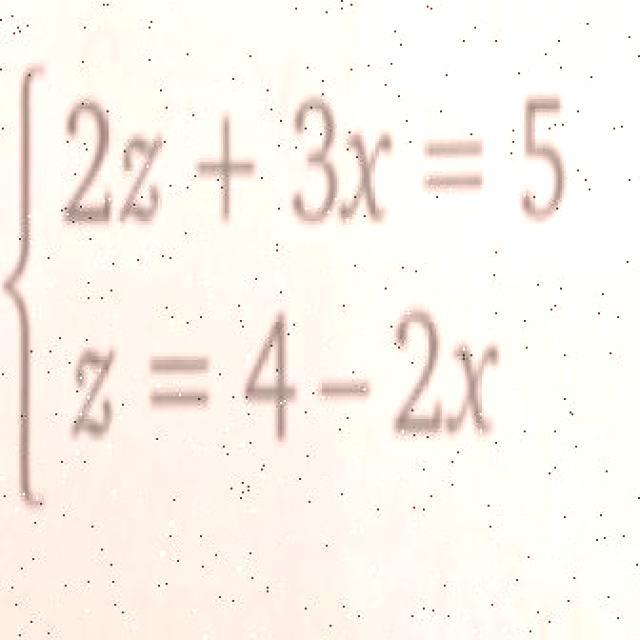 2z + 3x = 5
z = 4 - 2x